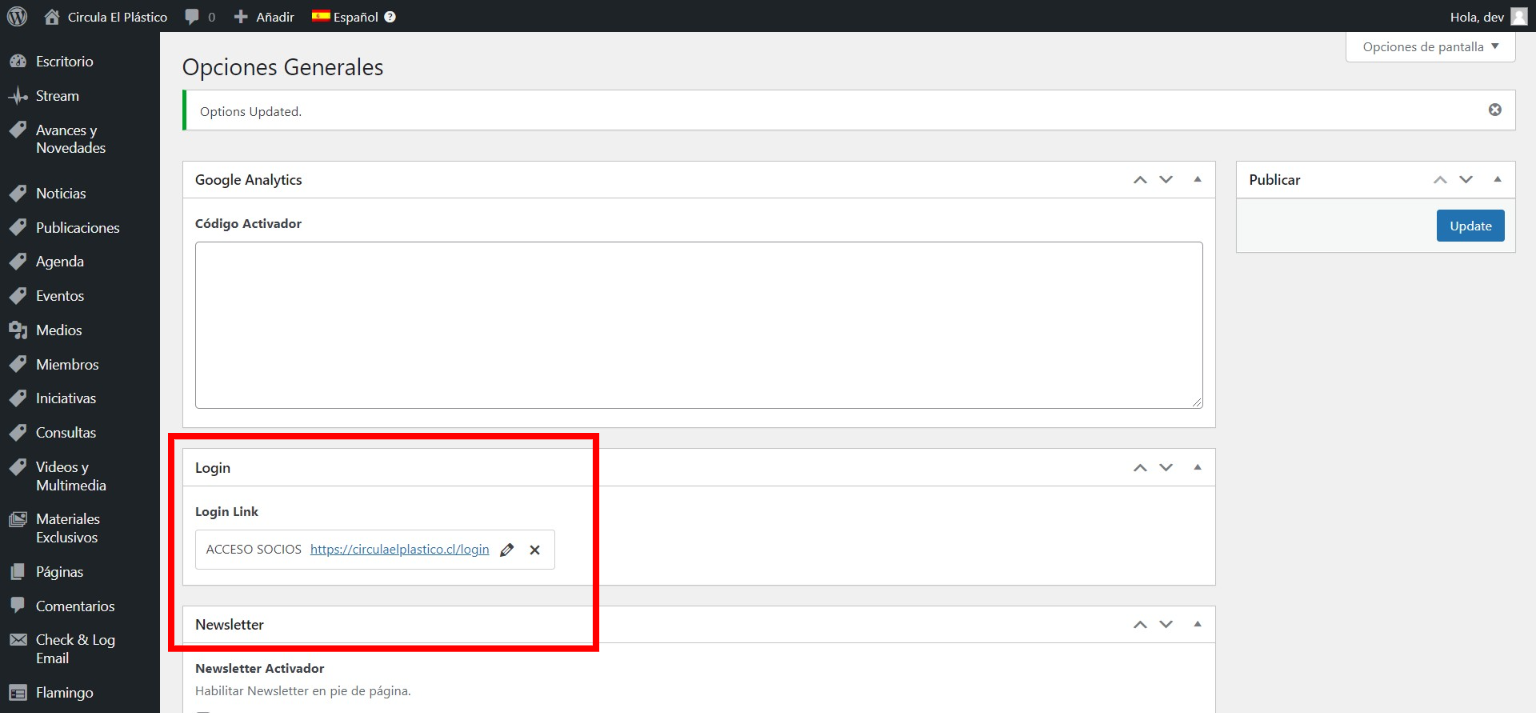 Circula El Plástico
0
Añadir
Español
Hola, dev
Opciones de pantalla
Escritorio
Stream
Avances y
Novedades
Noticias
Publicaciones
Agenda
Eventos
Medios
Miembros
Iniciativas
Consultas
Videos y
Multimedia
Materiales
Exclusivos
Páginas
Comentarios
Check & Log
Email
Flamingo
Opciones Generales
Options Updated.
Google Analytics
Código Activador
Login
Login Link
ACCESO SOCIOS https://circulaelplastico.cl/login
Newsletter
Newsletter Activador
Habilitar Newsletter en pie de página.
Publicar
Update